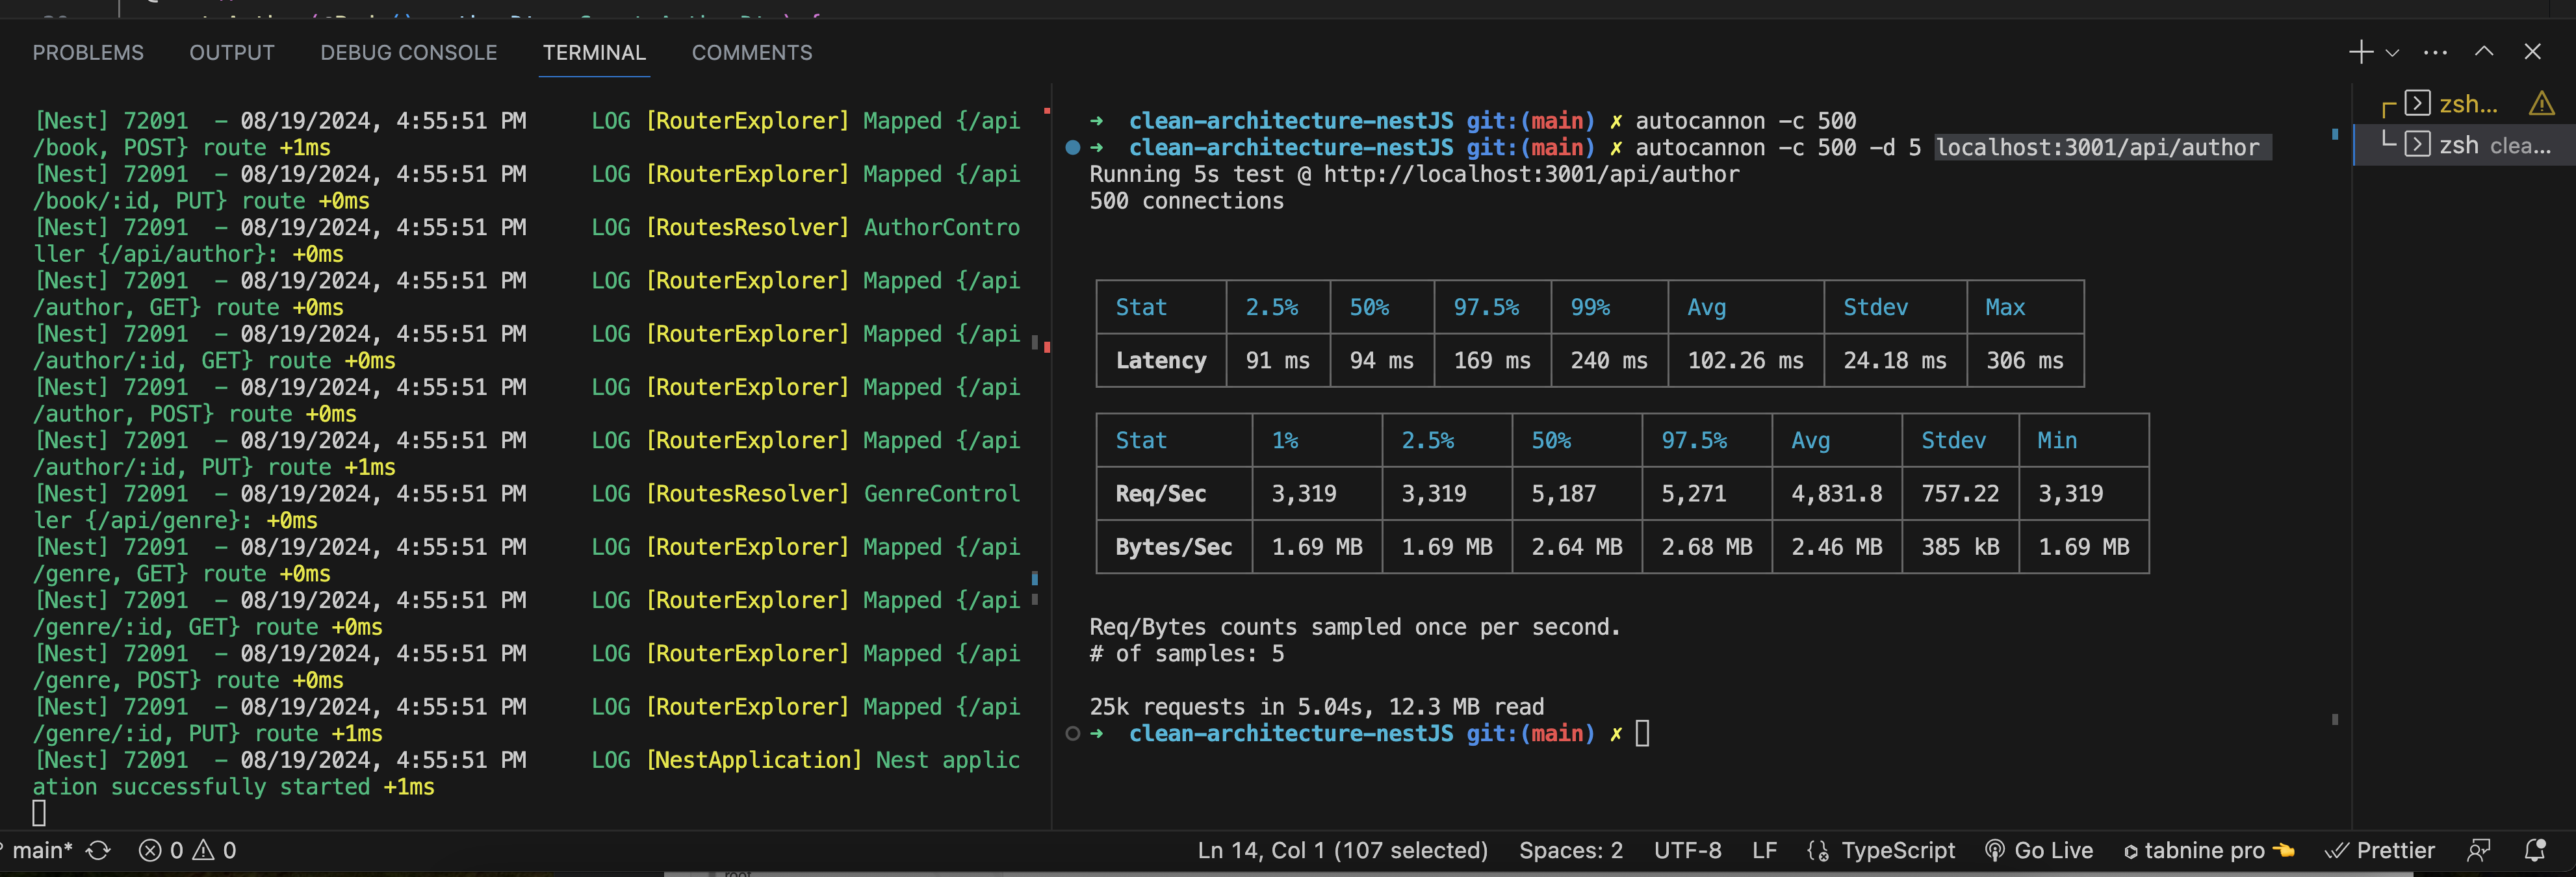 PROBLEMS OUTPUT DEBUG CONSOLE TERMINAL COMMENTS
[Nest] 72091  - 08/19/2024, 4:55:51 PM     LOG [RouterExplorer] Mapped {/api
/book, POST} route +1ms
[Nest] 72091  - 08/19/2024, 4:55:51 PM     LOG [RouterExplorer] Mapped {/api
/book/:id, PUT} route +0ms
[Nest] 72091  - 08/19/2024, 4:55:51 PM     LOG [RoutesResolver] AuthorContro
ller {/api/author}: +0ms
[Nest] 72091  - 08/19/2024, 4:55:51 PM     LOG [RouterExplorer] Mapped {/api
/author, GET} route +0ms
[Nest] 72091  - 08/19/2024, 4:55:51 PM     LOG [RouterExplorer] Mapped {/api
/author/:id, GET} route +0ms
[Nest] 72091  - 08/19/2024, 4:55:51 PM     LOG [RouterExplorer] Mapped {/api
/author, POST} route +0ms
[Nest] 72091  - 08/19/2024, 4:55:51 PM     LOG [RouterExplorer] Mapped {/api
/author/:id, PUT} route +1ms
[Nest] 72091  - 08/19/2024, 4:55:51 PM     LOG [RoutesResolver] GenreControl
ler {/api/genre}: +0ms
[Nest] 72091  - 08/19/2024, 4:55:51 PM     LOG [RouterExplorer] Mapped {/api
/genre, GET} route +0ms
[Nest] 72091  - 08/19/2024, 4:55:51 PM     LOG [RouterExplorer] Mapped {/api
/genre/:id, GET} route +0ms
[Nest] 72091  - 08/19/2024, 4:55:51 PM     LOG [RouterExplorer] Mapped {/api
/genre, POST} route +0ms
[Nest] 72091  - 08/19/2024, 4:55:51 PM     LOG [RouterExplorer] Mapped {/api
/genre/:id, PUT} route +1ms
[Nest] 72091  - 08/19/2024, 4:55:51 PM     LOG [NestApplication] Nest applic
ation successfully started +1ms
➜  clean-architecture-nestJS git:(main) ✗ autocannon -c 500
➜  clean-architecture-nestJS git:(main) ✗ autocannon -c 500 -d 5 localhost:3001/api/author
Running 5s test @ http://localhost:3001/api/author
500 connections
Stat 2.5% 50% 97.5% 99% Avg Stdev Max
Latency 91 ms 94 ms 169 ms 240 ms 102.26 ms 24.18 ms 306 ms
Stat 1% 2.5% 50% 97.5% Avg Stdev Min
Req/Sec 3,319 3,319 5,187 5,271 4,831.8 757.22 3,319
Bytes/Sec 1.69 MB 1.69 MB 2.64 MB 2.68 MB 2.46 MB 385 kB 1.69 MB
Req/Bytes counts sampled once per second.
# of samples: 5
25k requests in 5.04s, 12.3 MB read
➜  clean-architecture-nestJS git:(main) ✗
zsh...
zsh clea...
main* 0 0 Ln 14, Col 1 (107 selected) Spaces: 2 UTF-8 LF TypeScript Go Live tabnine pro 👈 Prettier